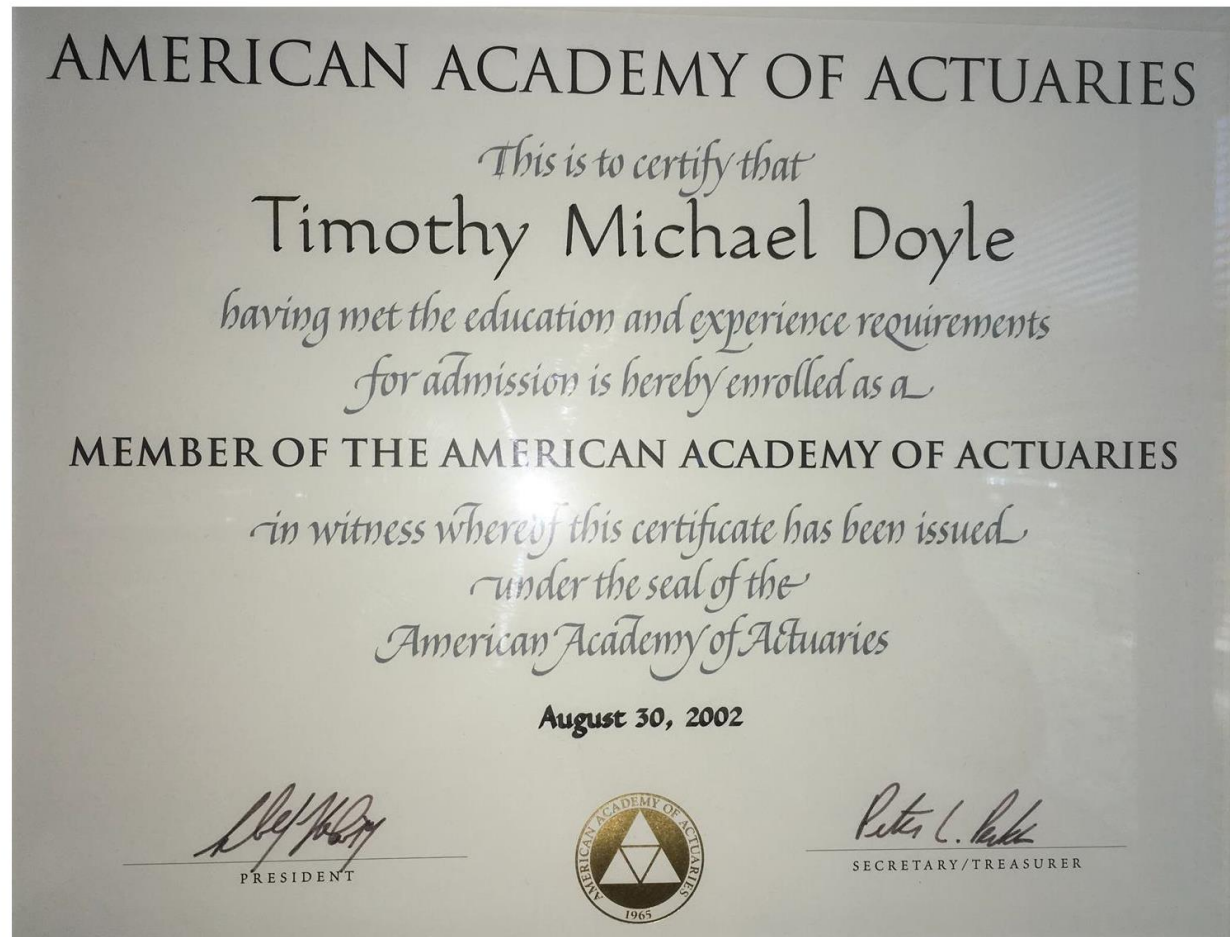 AMERICAN ACADEMY OF ACTUARIES
This is to certify that
Timothy Michael Doyle
having met the education and experience requirements
for admission is hereby enrolled as a
MEMBER OF THE AMERICAN ACADEMY OF ACTUARIES
in witness whereof this certificate has been issued
under the seal of the
American Academy of Actuaries
August 30, 2002
Peter L.
PRESIDENT
SECRETARY/TREASURER
AMERICAN ACADEMY OF ACTUARIES
1965